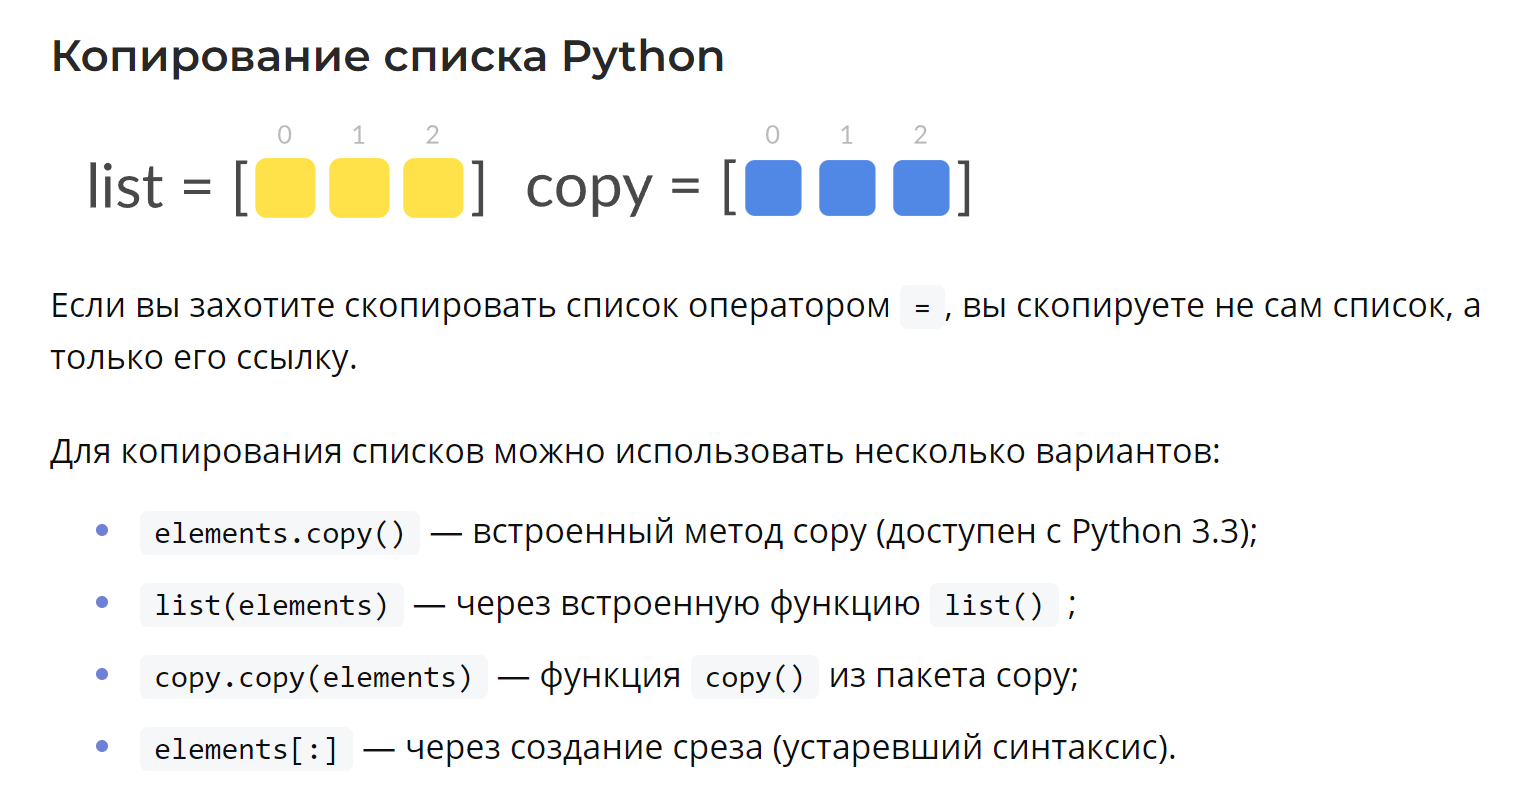 Копирование списка Python
0 1 2 0 1 2
list = [ ] copy = [ ]
Если вы захотите скопировать список оператором =, вы скопируете не сам список, а
только его ссылку.
Для копирования списков можно использовать несколько вариантов:
elements.copy() — встроенный метод copy (доступен с Python 3.3);
list(elements) — через встроенную функцию list() ;
copy.copy(elements) — функция copy() из пакета copy;
elements[:] — через создание среза (устаревший синтаксис).